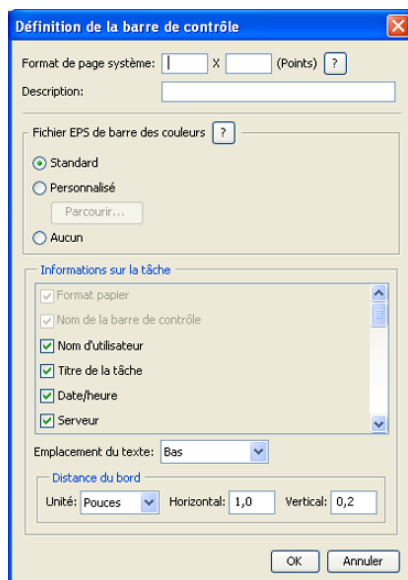 Définition de la barre de contrôle
Format de page système: X (Points) ?
Description:
Fichier EPS de barre des couleurs ?
Standard
Personnalisé
Parcourir...
Aucun
Informations sur la tâche
Format papier
Nom de la barre de contrôle
Nom d'utilisateur
Titre de la tâche
Date/heure
Serveur
Emplacement du texte: Bas
Distance du bord
Unité: Pouces Horizontal: 1,0 Vertical: 0,2
OK Annuler